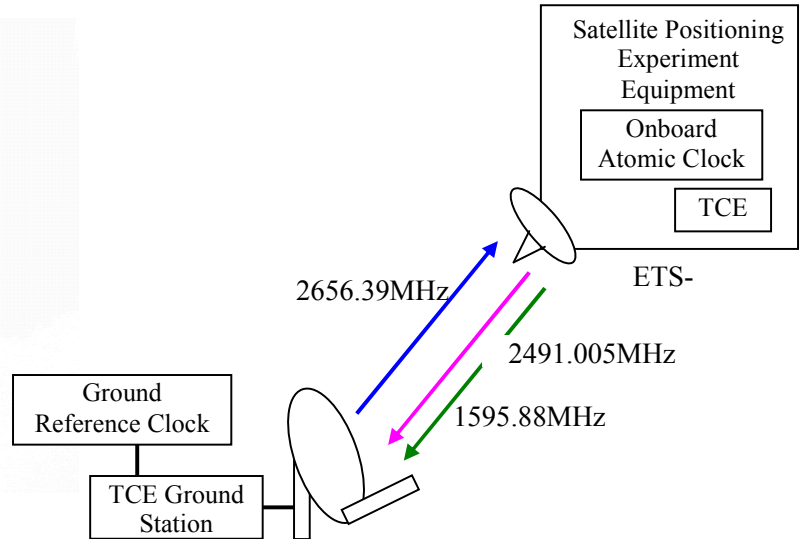 Satellite Positioning
Experiment
Equipment
Onboard
Atomic Clock
TCE
ETS-
2656.39MHz
2491.005MHz
1595.88MHz
Ground
Reference Clock
TCE Ground
Station